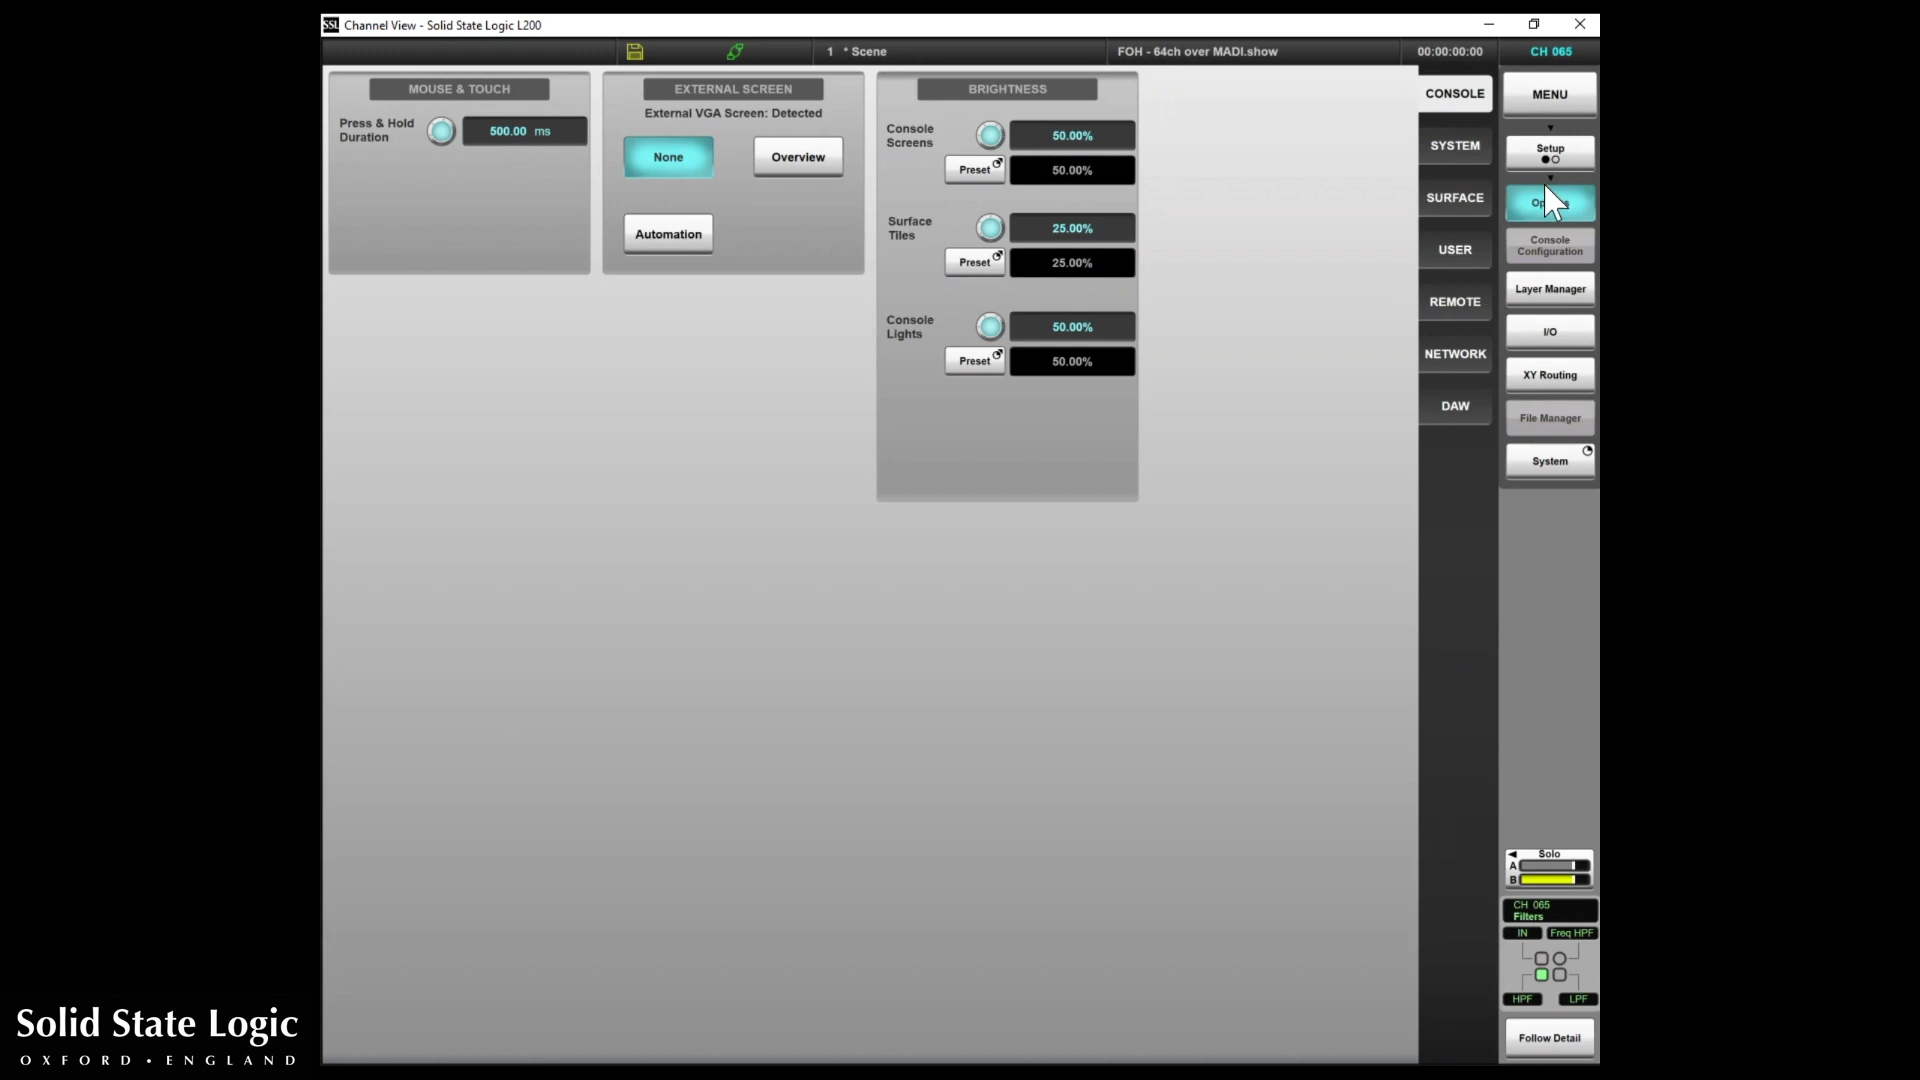 SSL Channel View - Solid State Logic L200
1 * Scene
FOH - 64ch over MADI.show
00:00:00:00
CH 065
MOUSE & TOUCH
Press & Hold
Duration
500.00 ms
EXTERNAL SCREEN
External VGA Screen: Detected
None
Overview
Automation
BRIGHTNESS
Console
Screens
50.00%
Preset
50.00%
Surface
Tiles
25.00%
Preset
25.00%
Console
Lights
50.00%
Preset
50.00%
CONSOLE
SYSTEM
SURFACE
USER
REMOTE
NETWORK
DAW
MENU
Setup
Console
Configuration
Layer Manager
I/O
XY Routing
File Manager
System
Solo
A
B
CH 065
Filters
IN
Freq HPF
HPF
LPF
Follow Detail
Solid State Logic
OXFORD • ENGLAND